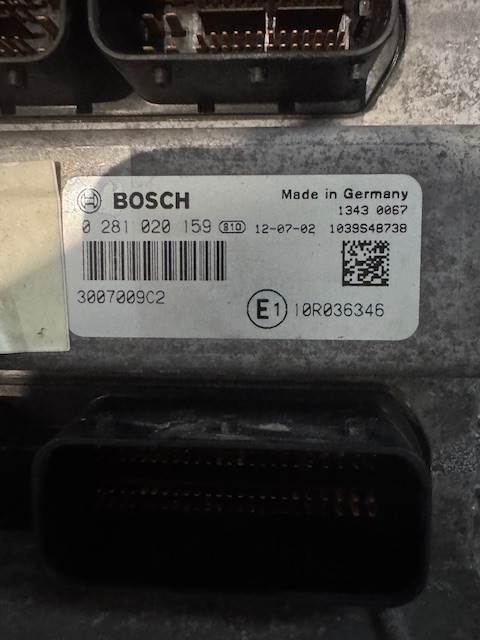 BOSCH
Made in Germany
1343 0067
0 281 020 159 810 12-07-02 1039S48738
3007009C2
E1 10R036346